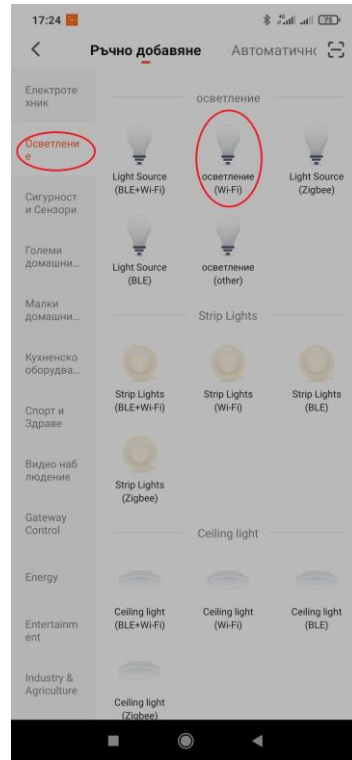 17:24
75
Ръчно добавяне Автоматичнс
Електроте
хник
Осветлени
е
Сигурност
и Сензори
Големи
домашни...
Малки
домашни...
Кухненско
оборудва...
Спорт и
Здраве
Видео наб
людение
Gateway
Control
Energy
Entertainm
ent
Industry &
Agriculture
осветление
Light Source
(BLE+Wi-Fi)
осветление
(Wi-Fi)
Light Source
(Zigbee)
Light Source
(BLE)
осветление
(other)
Strip Lights
Strip Lights
(BLE+Wi-Fi)
Strip Lights
(Wi-Fi)
Strip Lights
(BLE)
Strip Lights
(Zigbee)
Ceiling light
Ceiling light
(BLE+Wi-Fi)
Ceiling light
(Wi-Fi)
Ceiling light
(BLE)
Ceiling light
(Zigbee)